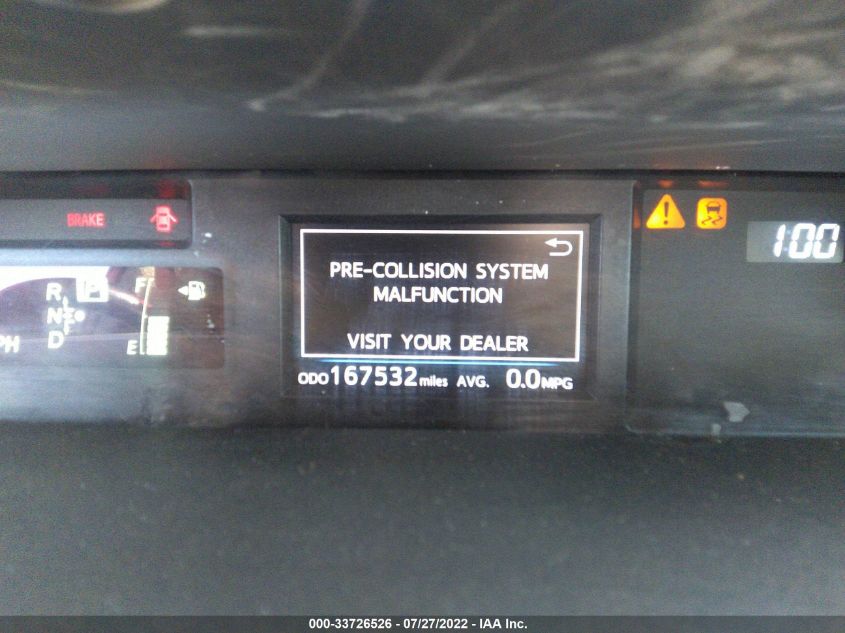 BRAKE
1:00
PRE-COLLISION SYSTEM
MALFUNCTION
VISIT YOUR DEALER
R P F
N
D E
PH
ODO 167532 miles AVG. 0.0 MPG
000-33726526 - 07/27/2022 - IAA Inc.